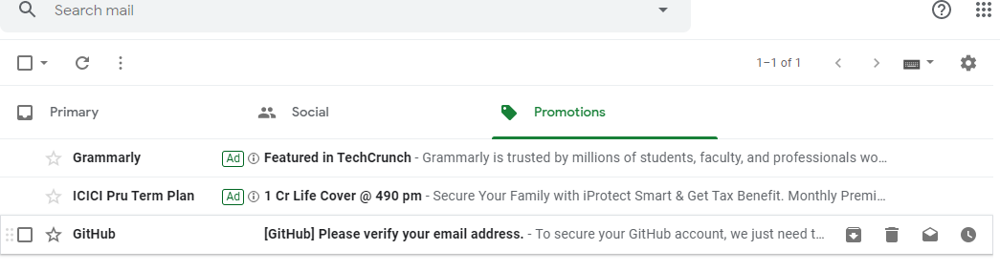 Search mail
1–1 of 1
Primary Social Promotions
Grammarly Ad Featured in TechCrunch - Grammarly is trusted by millions of students, faculty, and professionals wo…
ICICI Pru Term Plan Ad 1 Cr Life Cover @ 490 pm - Secure Your Family with iProtect Smart & Get Tax Benefit. Monthly Premi…
GitHub [GitHub] Please verify your email address. - To secure your GitHub account, we just need t…